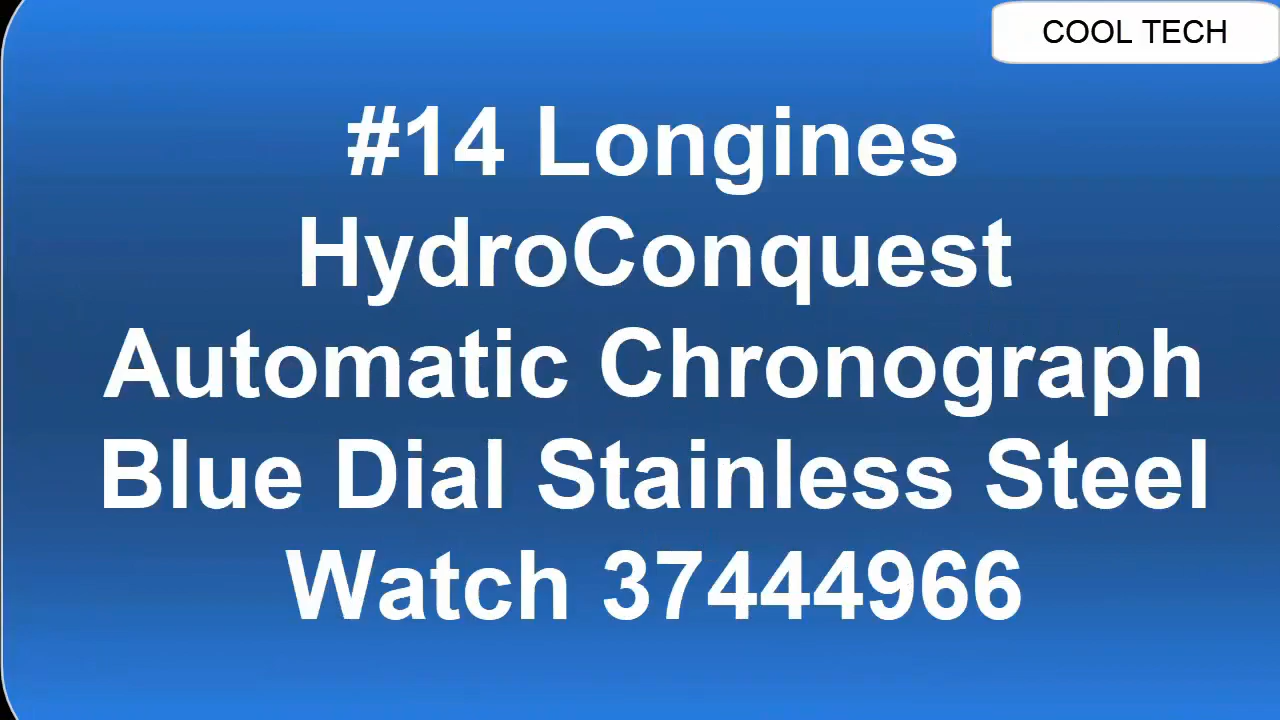 COOL TECH
#14 Longines
HydroConquest
Automatic Chronograph
Blue Dial Stainless Steel
Watch 37444966